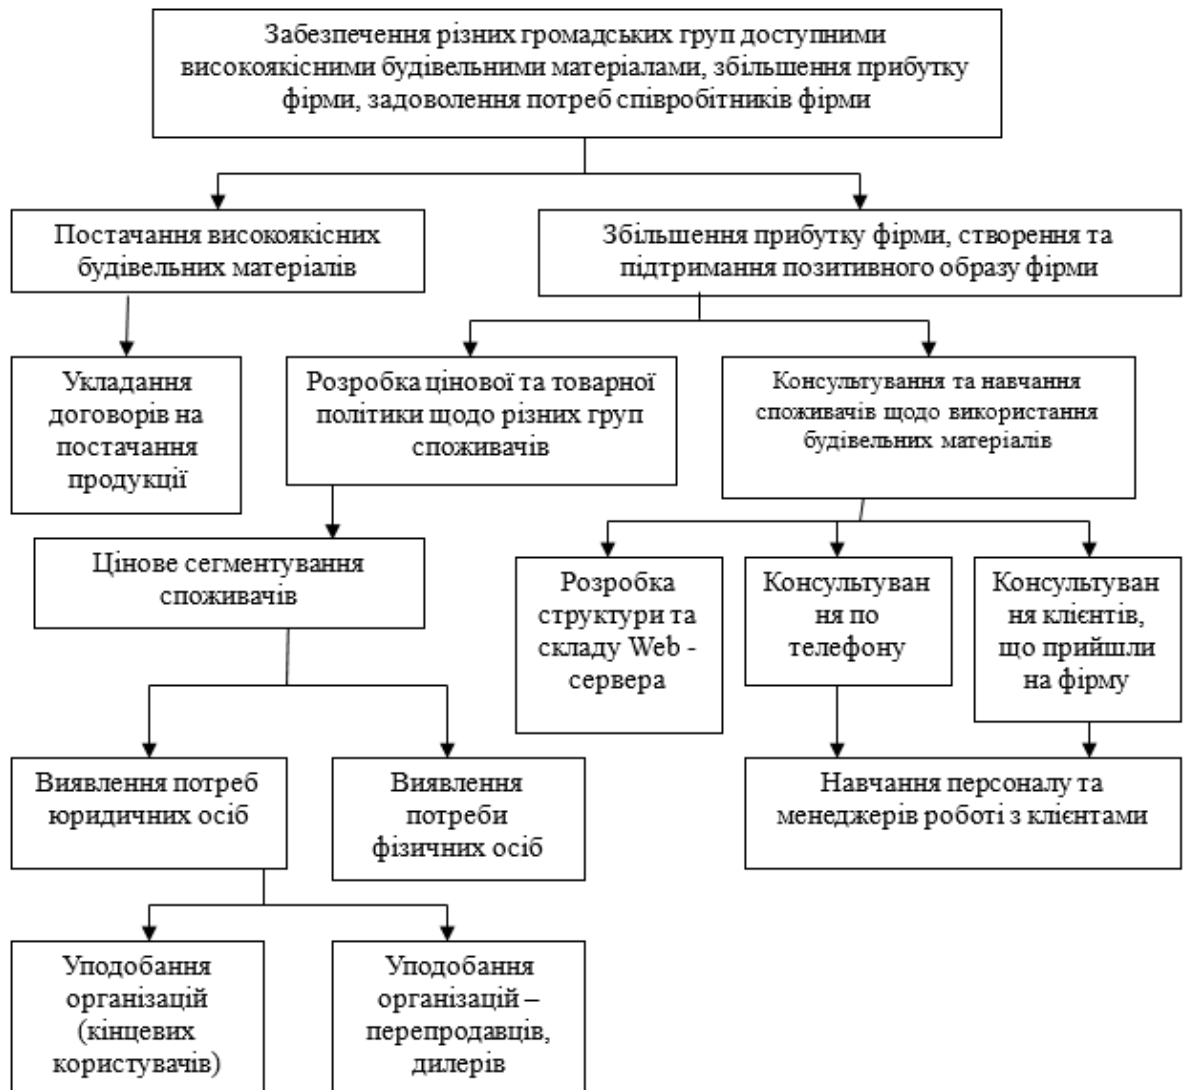 Забезпечення різних громадських груп доступними
високоякісними будівельними матеріалами, збільшення прибутку
фірми, задоволення потреб співробітників фірми
Постачання високоякісних
будівельних матеріалів
Збільшення прибутку фірми, створення та
підтримання позитивного образу фірми
Укладання
договорів на
постачання
продукції
Розробка цінової та товарної
політики щодо різних груп
споживачів
Консультування та навчання
споживачів щодо використання
будівельних матеріалів
Цінове сегментування
споживачів
Розробка
структури та
складу Web -
сервера
Консультуван
ня по
телефону
Консультуван
ня клієнтів,
що прийшли
на фірму
Виявлення потреб
юридичних осіб
Виявлення
потреби
фізичних осіб
Навчання персоналу та
менеджерів роботі з клієнтами
Уподобання
організацій
(кінцевих
користувачів)
Уподобання
організацій –
перепродавців,
дилерів